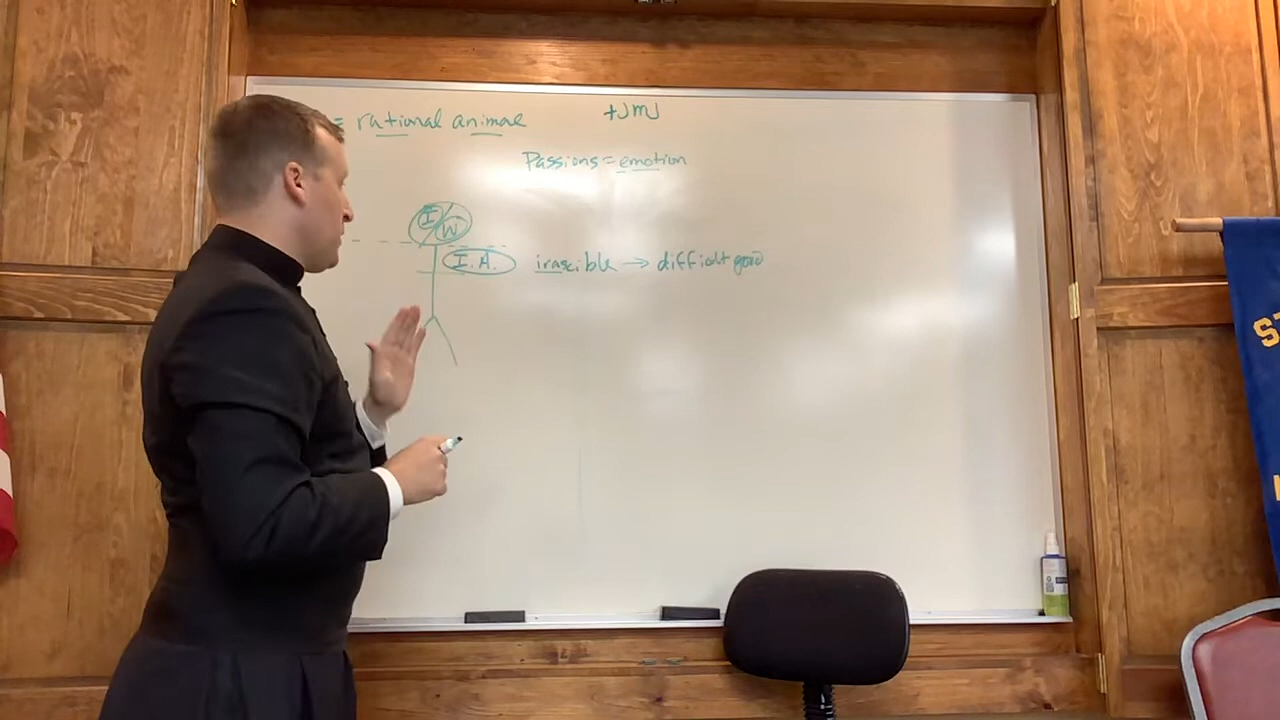 = rational animal
+JMJ
Passions = emotion
I
W
I.A.
irascible → difficult good